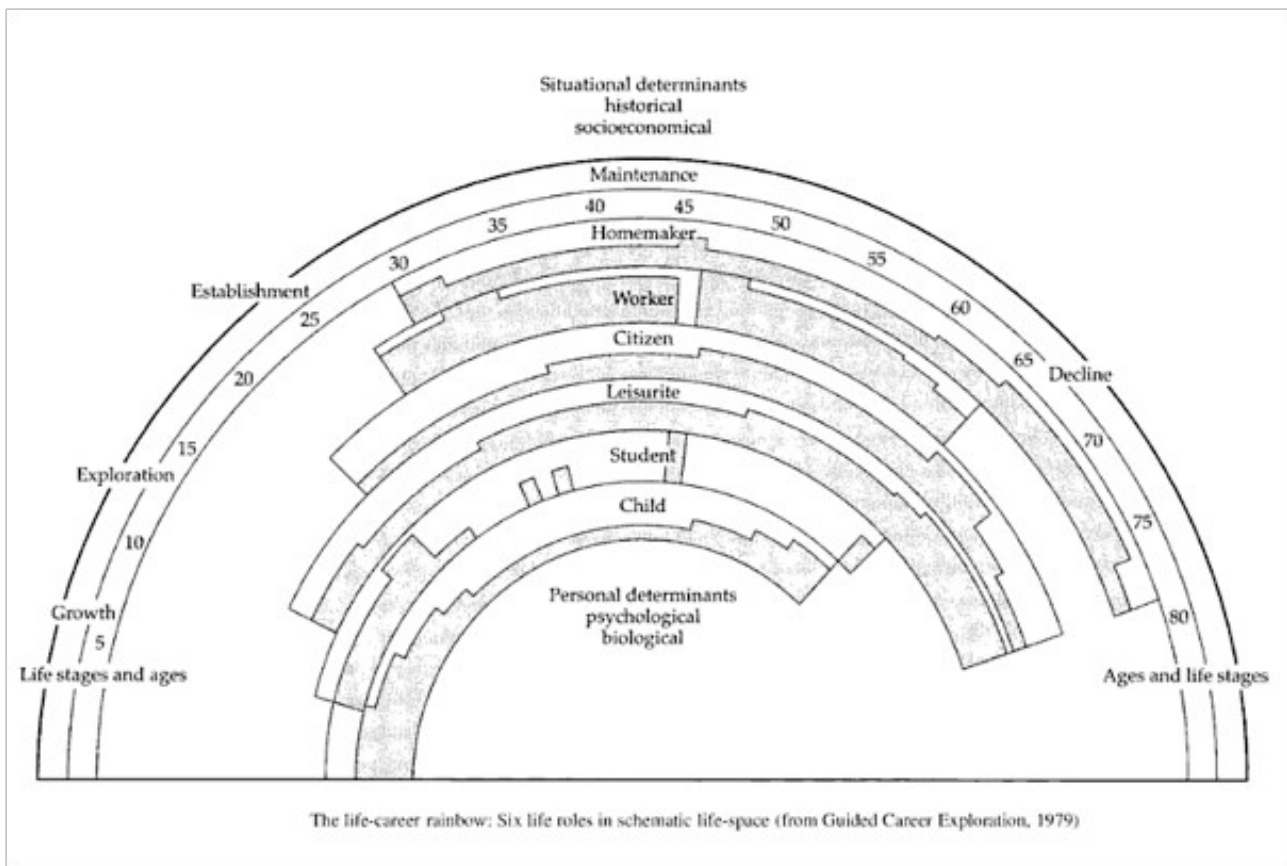 Situational determinants
historical
socioeconomical
Maintenance
40
45
35
50
Homemaker
30
55
Establishment
25
Worker
60
Citizen
20
65
Decline
Leisurite
15
70
Student
Exploration
Child
10
75
Personal determinants
psychological
biological
Growth
5
80
Life stages and ages
Ages and life stages
The life-career rainbow: Six life roles in schematic life-space (from Guided Career Exploration, 1979)